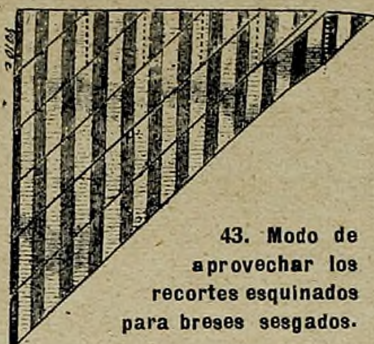 43. Modo de
aprovechar los
recortes esquinados
para breses sesgados.